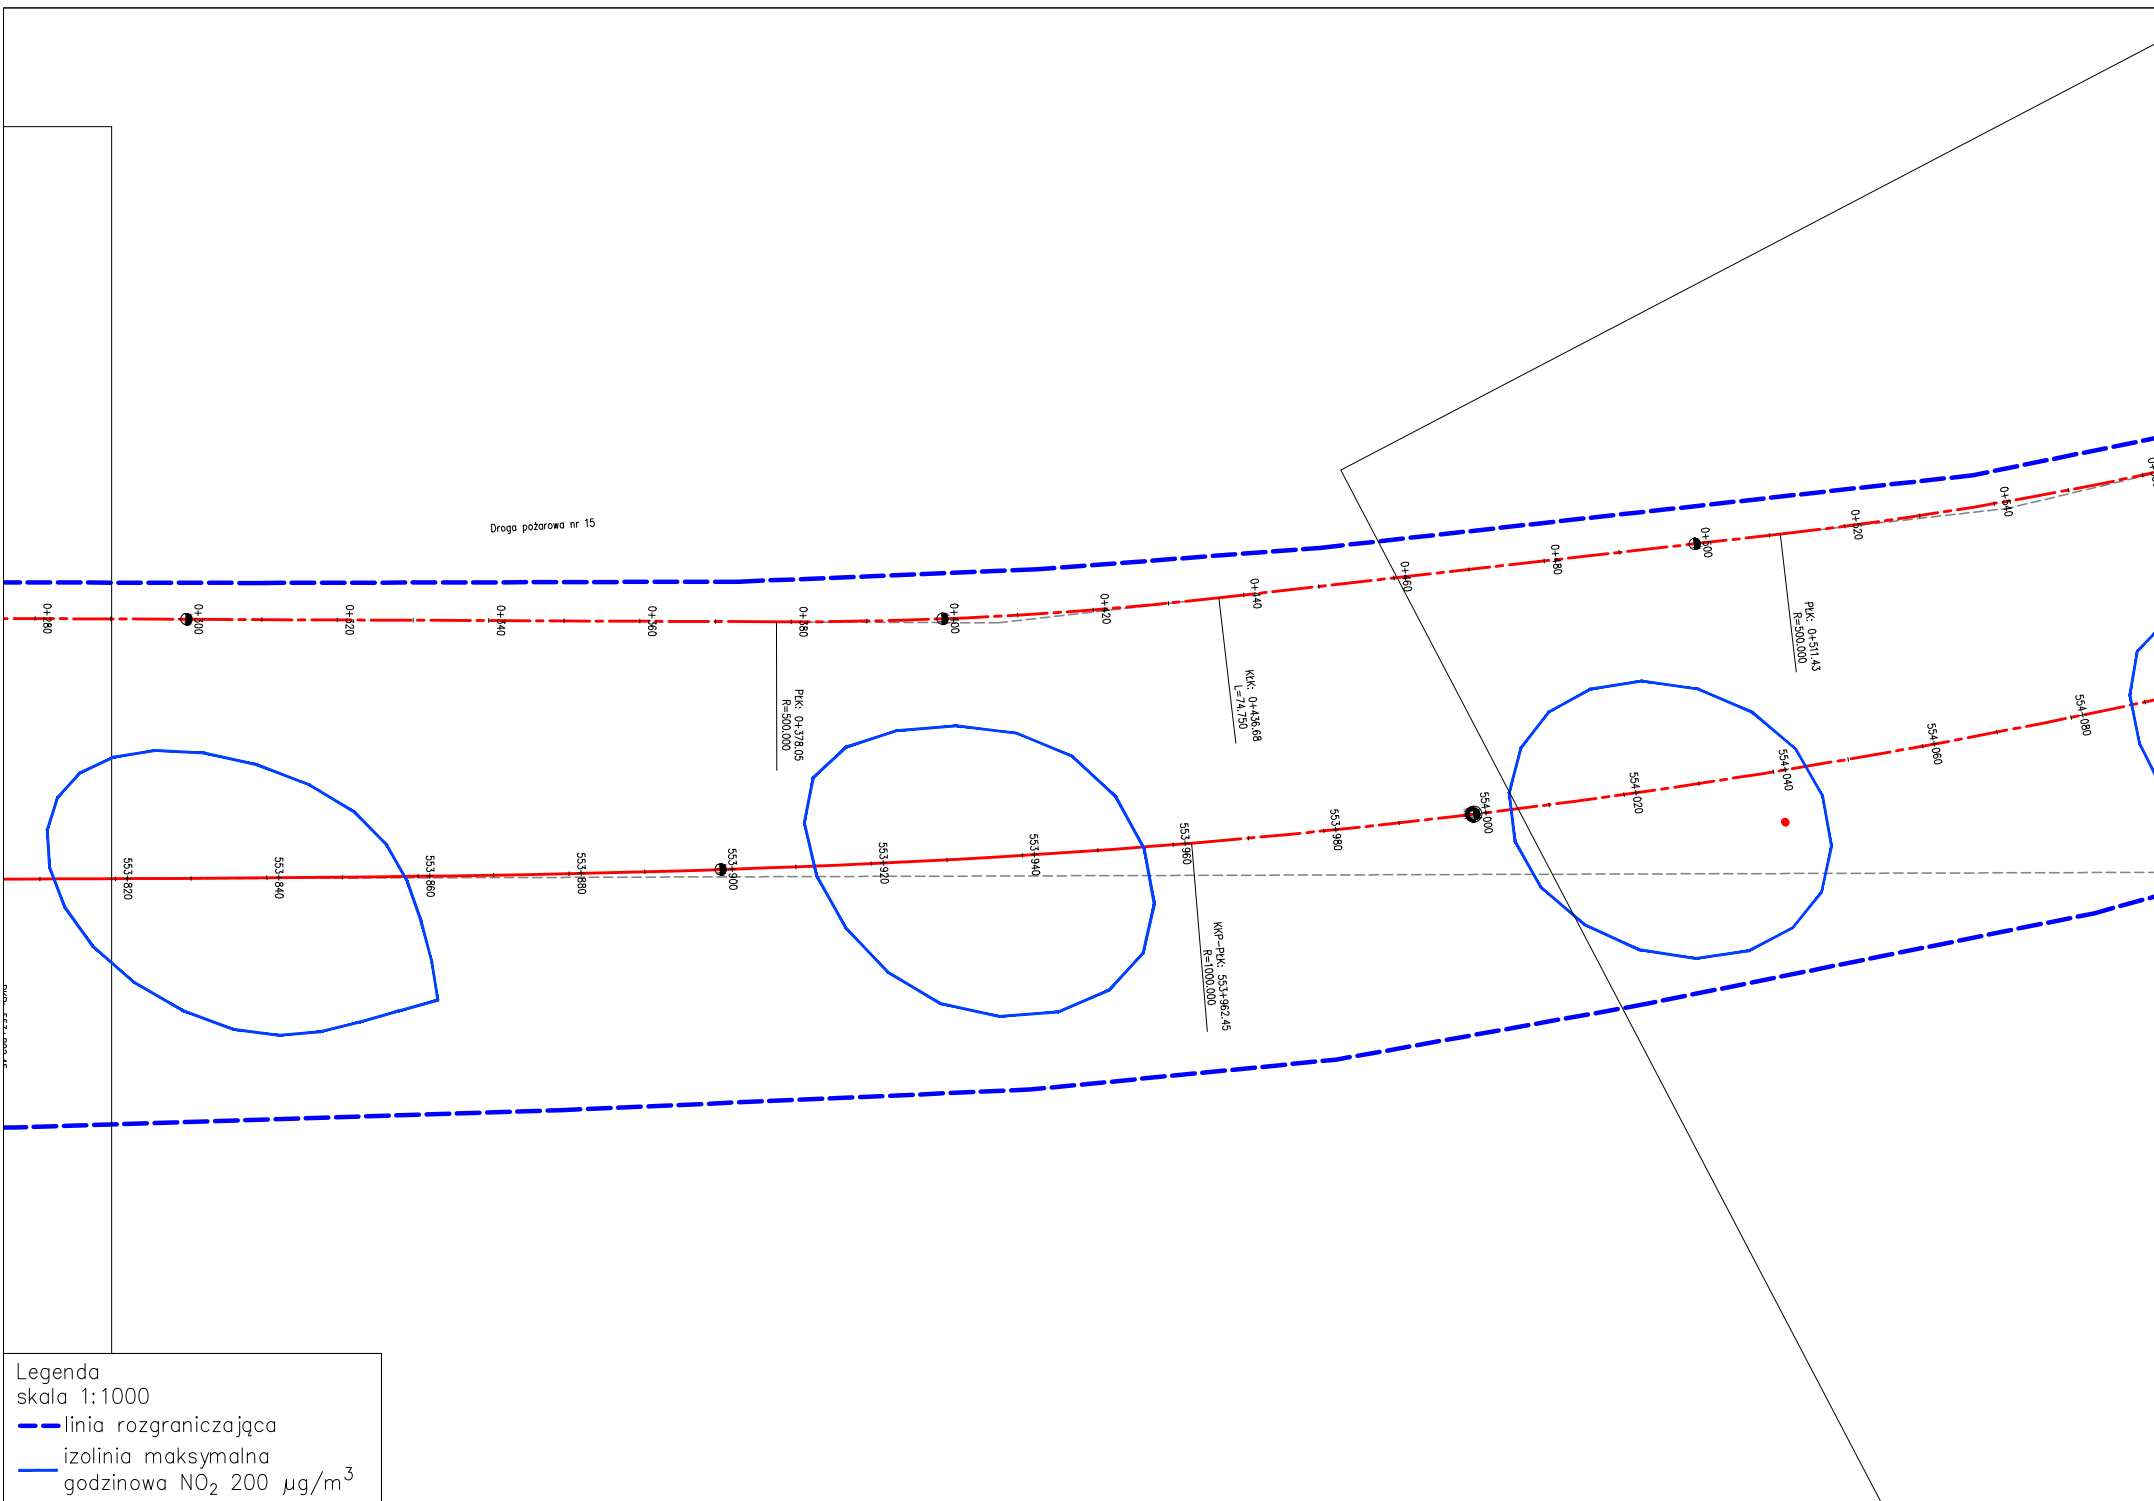 Droga pożarowa nr 15
0+280
0+300
0+320
0+340
0+360
0+380
0+400
0+420
0+440
0+460
0+480
0+500
0+520
0+540
PŁK: 0+378.05
R=500.000
KŁK: 0+436.68
L=74.750
PŁK: 0+511.43
R=500.000
553+820
553+840
553+860
553+880
553+900
553+920
553+940
553+960
553+980
554+000
554+020
554+040
554+060
554+080
KKP-PŁK: 553+962.45
R=1000.000
Legenda
skala 1:1000
linia rozgraniczająca
izolinia maksymalna
godzinowa NO₂ 200 µg/m³